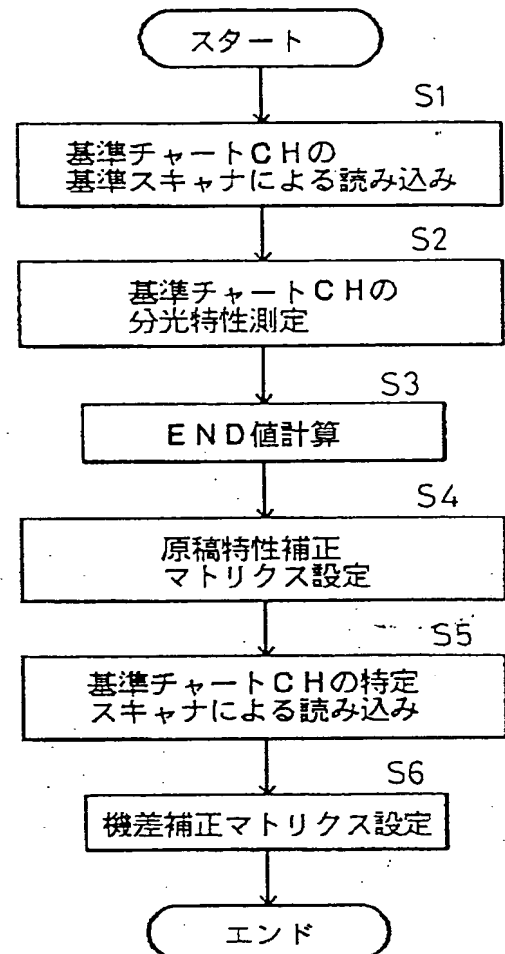 スタート
S1
基準チャートCHの
基準スキャナによる読み込み
S2
基準チャートCHの
分光特性測定
S3
END値計算
S4
原稿特性補正
マトリクス設定
S5
基準チャートCHの特定
スキャナによる読み込み
S6
機差補正マトリクス設定
エンド